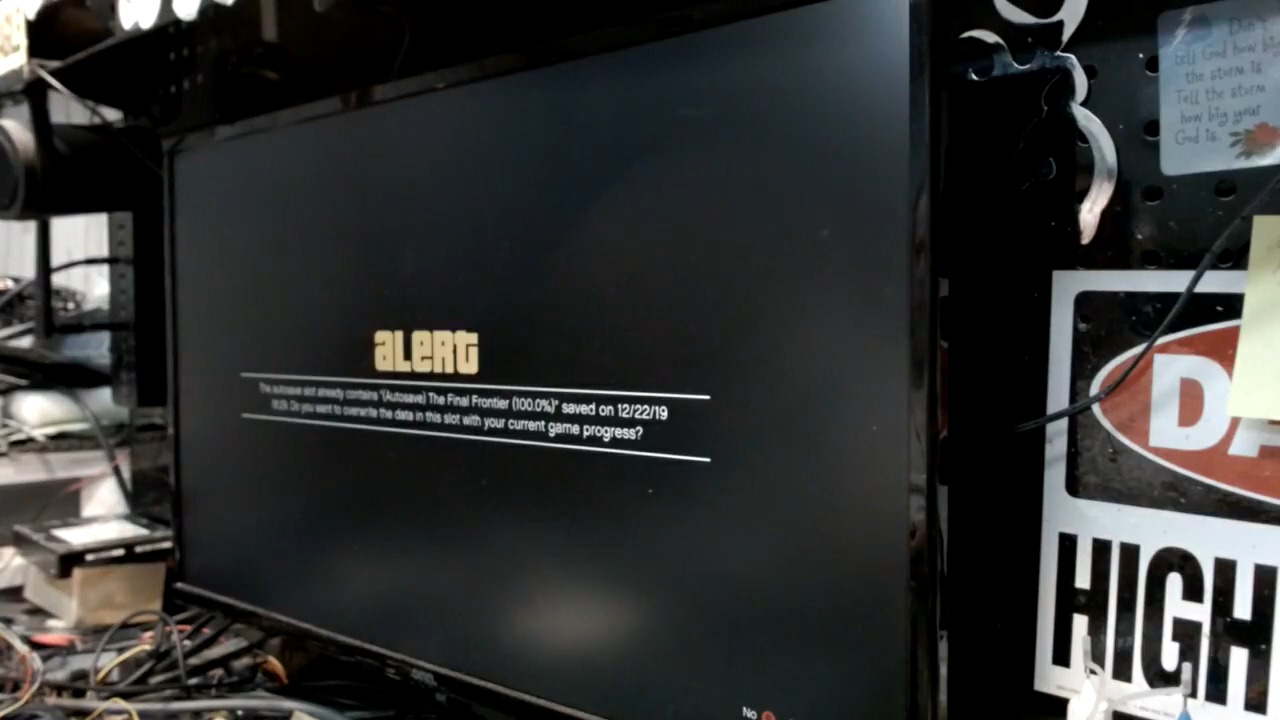 aLERT
The autosave slot already contains "(Autosave) The Final Frontier (100.0%)" saved on 12/22/19
Do you want to overwrite the data in this slot with your current game progress?
No
Don't
tell God how big
the storm is
Tell the storm
how big your
God is.
HIGH